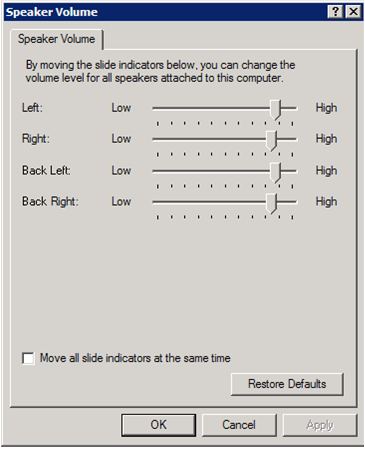 Speaker Volume
Speaker Volume
By moving the slide indicators below, you can change the
volume level for all speakers attached to this computer.
Left: Low High
Right: Low High
Back Left: Low High
Back Right: Low High
Move all slide indicators at the same time
Restore Defaults
OK Cancel Apply